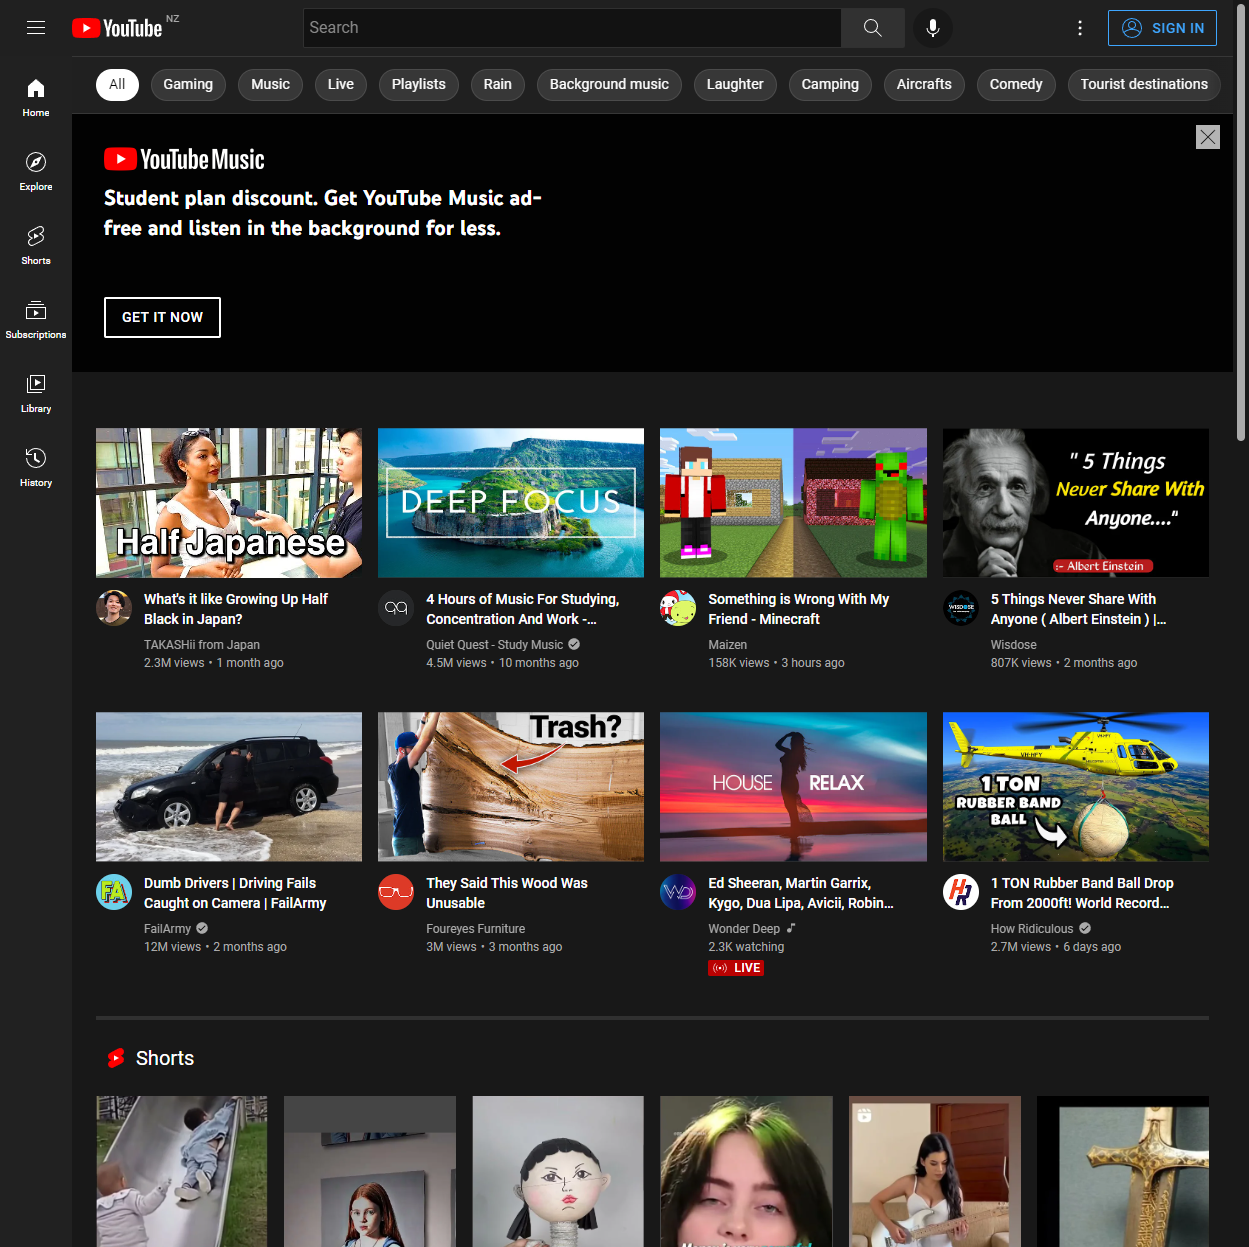 YouTube NZ
Search
SIGN IN
All
Gaming
Music
Live
Playlists
Rain
Background music
Laughter
Camping
Aircrafts
Comedy
Tourist destinations
Home
Explore
Shorts
Subscriptions
Library
History
YouTube Music
Student plan discount. Get YouTube Music ad-
free and listen in the background for less.
GET IT NOW
Half Japanese
DEEP FOCUS
" 5 Things
Never Share With
Anyone...."
:- Albert Einstein
What's it like Growing Up Half
Black in Japan?
TAKASHii from Japan
2.3M views • 1 month ago
4 Hours of Music For Studying,
Concentration And Work -...
Quiet Quest - Study Music
4.5M views • 10 months ago
Something is Wrong With My
Friend - Minecraft
Maizen
158K views • 3 hours ago
WISDOSE
5 Things Never Share With
Anyone ( Albert Einstein ) |...
Wisdose
807K views • 2 months ago
Trash?
HOUSE RELAX
VH-HFY
1 TON
RUBBER BAND
BALL
FA
Dumb Drivers | Driving Fails
Caught on Camera | FailArmy
FailArmy
12M views • 2 months ago
They Said This Wood Was
Unusable
Foureyes Furniture
3M views • 3 months ago
WD
Ed Sheeran, Martin Garrix,
Kygo, Dua Lipa, Avicii, Robin...
Wonder Deep
2.3K watching
LIVE
HR
1 TON Rubber Band Ball Drop
From 2000ft! World Record...
How Ridiculous
2.7M views • 6 days ago
Shorts